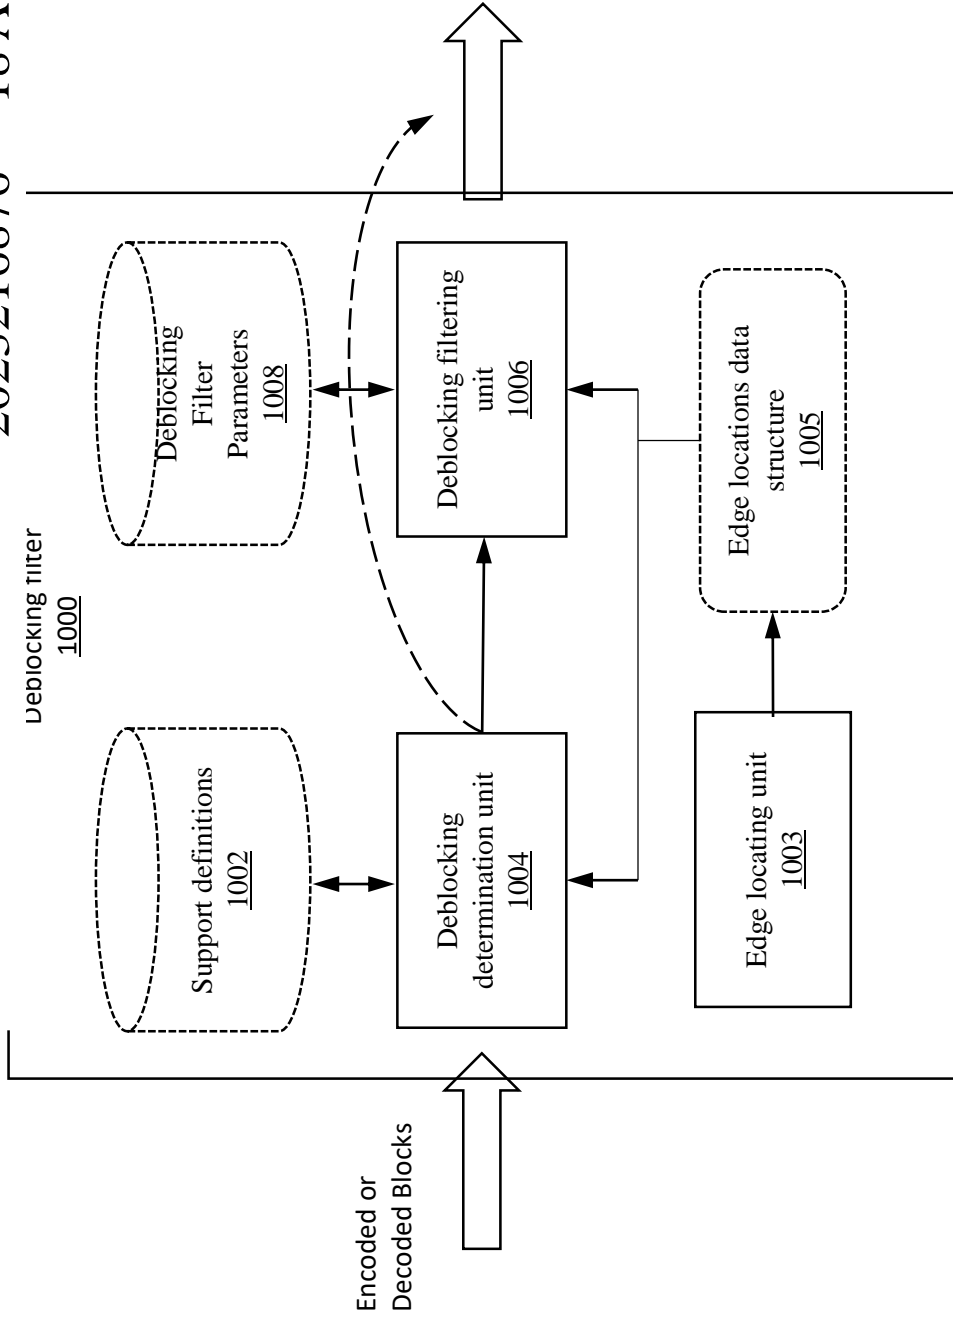 Deblocking filter
1000
Support definitions
1002
Deblocking
Filter
Parameters
1008
Encoded or
Decoded Blocks
Deblocking
determination unit
1004
Deblocking filtering
unit
1006
Edge locating unit
1003
Edge locations data
structure
1005